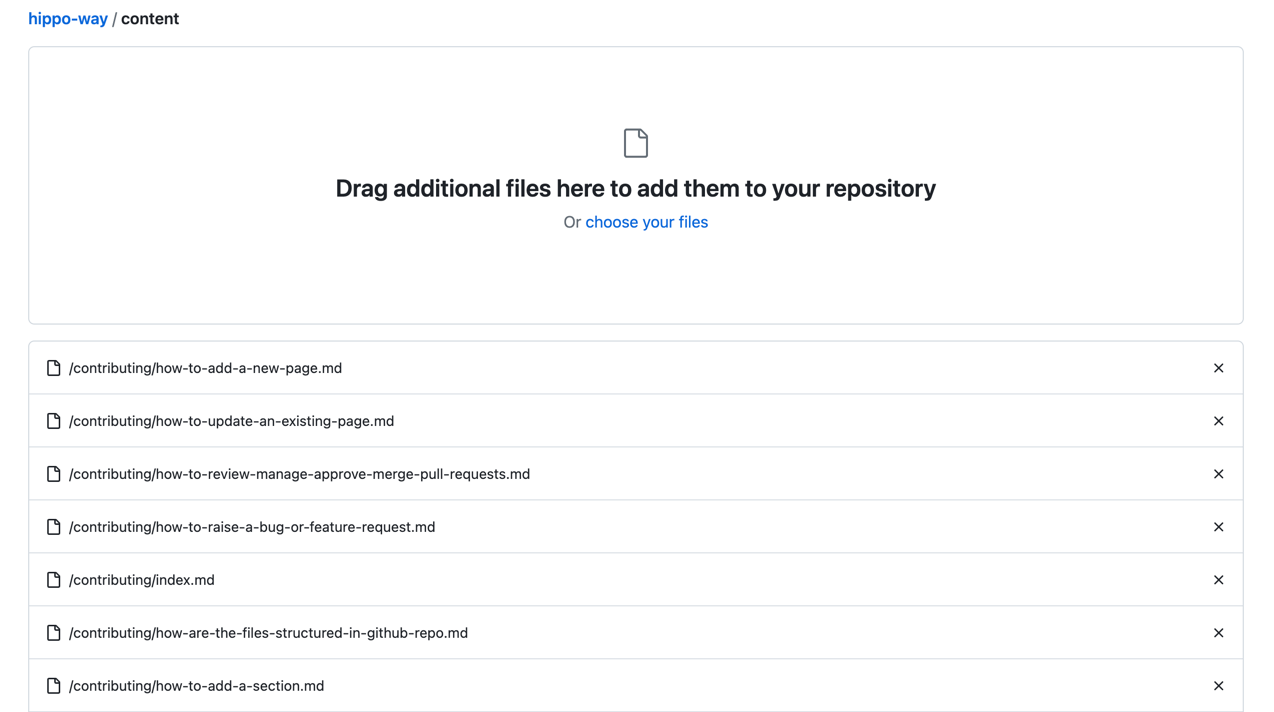 hippo-way / content
Drag additional files here to add them to your repository
Or choose your files
/contributing/how-to-add-a-new-page.md
/contributing/how-to-update-an-existing-page.md
/contributing/how-to-review-manage-approve-merge-pull-requests.md
/contributing/how-to-raise-a-bug-or-feature-request.md
/contributing/index.md
/contributing/how-are-the-files-structured-in-github-repo.md
/contributing/how-to-add-a-section.md